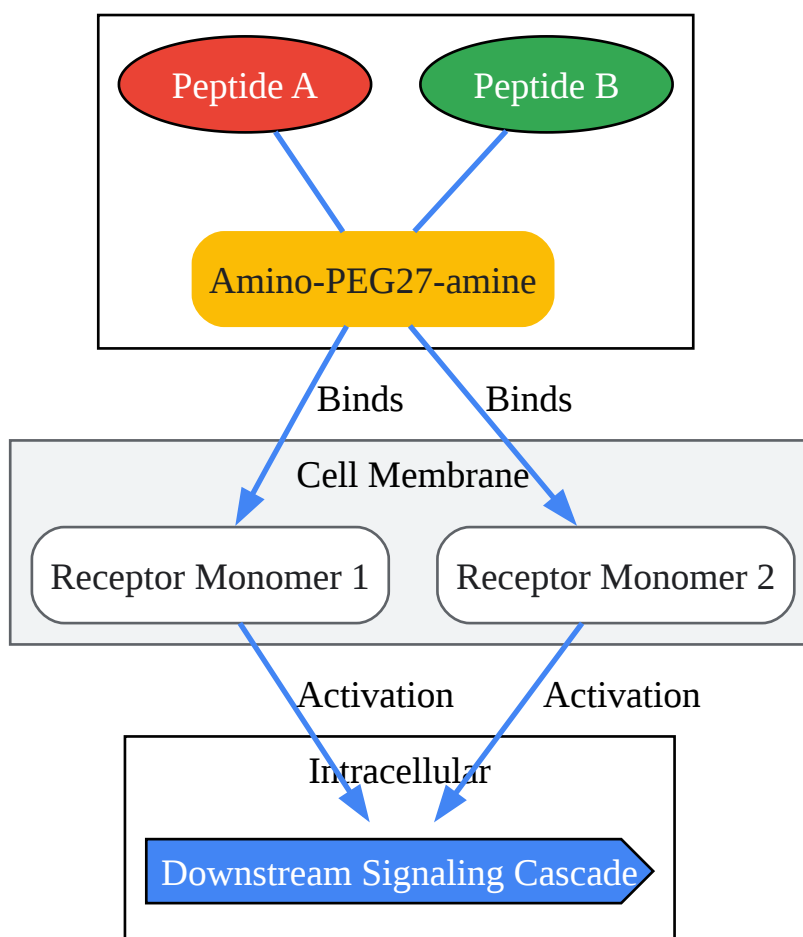 Peptide A
Peptide B
Amino-PEG27-amine
Binds
Binds
Cell Membrane
Receptor Monomer 1
Receptor Monomer 2
Activation
Activation
Intracellular
Downstream Signaling Cascade